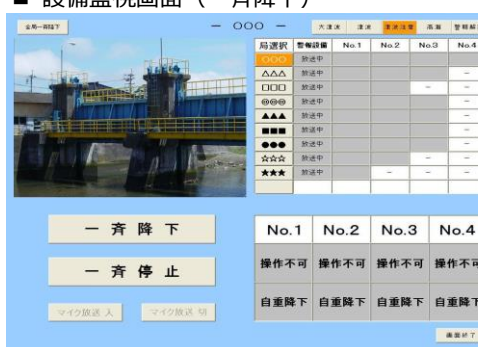 ■ 設備監視画面（一斉降下）
全局一斉降下
－ ○○○ －
大津波 津波 津波注意 高潮 警報解
局選択 警報設備 No.1 No.2 No.3 No.4
○○○ 放送中
△△△ 放送中 －
□□□ 放送中 － －
◎◎◎ 放送中 －
▲▲▲ 放送中 －
■■■ 放送中 －
●●● 放送中 －
☆☆☆ 放送中 － －
★★★ 放送中 － － －
一 斉 降 下
一 斉 停 止
マイク放送 入 マイク放送 切
No.1 No.2 No.3 No.4
操作不可 操作不可 操作不可 操作不可
自重降下 自重降下 自重降下 自重降下
画面終了